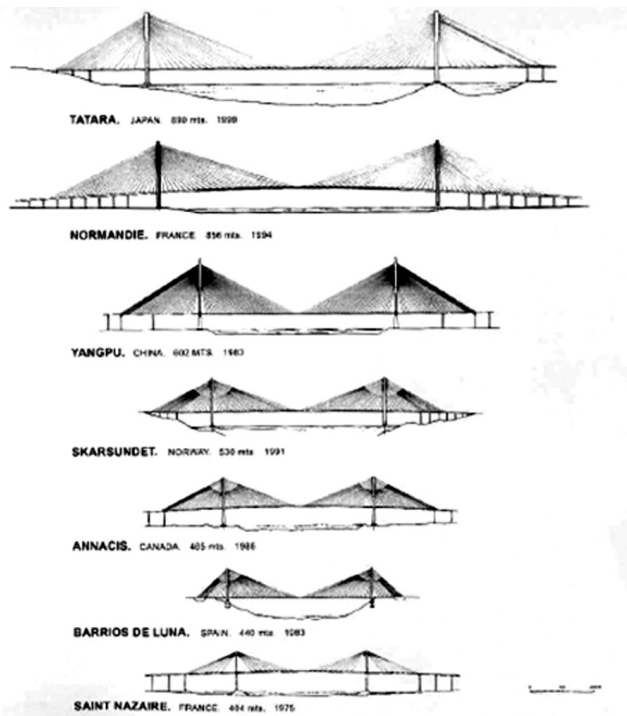 TATARA. JAPAN. 890 mts. 1999
NORMANDIE. FRANCE. 856 mts. 1994
YANGPU. CHINA. 602 MTS. 1983
SKARSUNDET. NORWAY. 530 mts 1991
ANNACIS. CANADA. 465 mts. 1986
BARRIOS DE LUNA. SPAIN. 440 mts. 1983
SAINT NAZAIRE. FRANCE. 404 mts. 1975